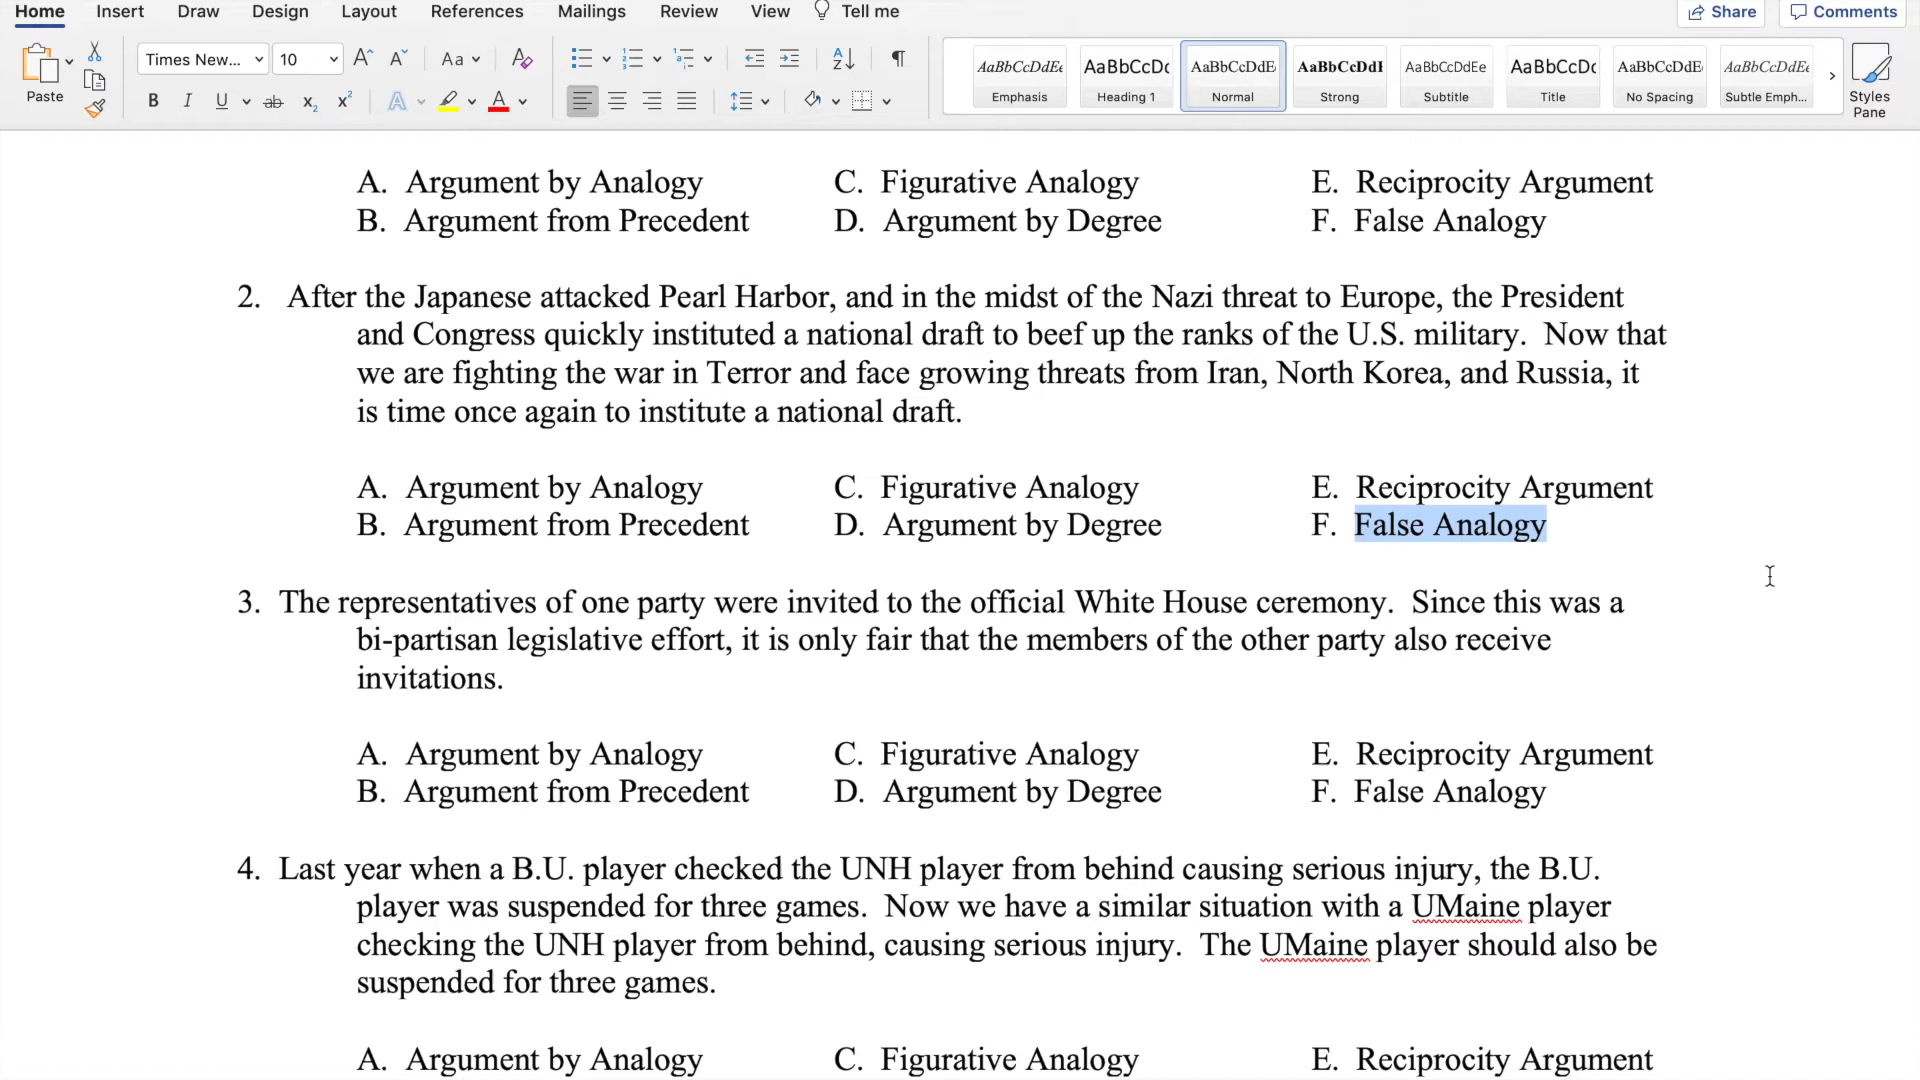 Home Insert Draw Design Layout References Mailings Review View Tell me Share Comments
Paste
Times New... 10 A A Aa A
B I U ab x₂ x² A A
AaBbCcDdEe AaBbCcDc AaBbCcDdE AaBbCcDdI AaBbCcDdEe AaBbCcDc AaBbCcDdE AaBbCcDdEe
Emphasis Heading 1 Normal Strong Subtitle Title No Spacing Subtle Emph...
Styles
Pane
A. Argument by Analogy C. Figurative Analogy E. Reciprocity Argument
B. Argument from Precedent D. Argument by Degree F. False Analogy
2. After the Japanese attacked Pearl Harbor, and in the midst of the Nazi threat to Europe, the President
and Congress quickly instituted a national draft to beef up the ranks of the U.S. military. Now that
we are fighting the war in Terror and face growing threats from Iran, North Korea, and Russia, it
is time once again to institute a national draft.
A. Argument by Analogy C. Figurative Analogy E. Reciprocity Argument
B. Argument from Precedent D. Argument by Degree F. False Analogy
3. The representatives of one party were invited to the official White House ceremony. Since this was a
bi-partisan legislative effort, it is only fair that the members of the other party also receive
invitations.
A. Argument by Analogy C. Figurative Analogy E. Reciprocity Argument
B. Argument from Precedent D. Argument by Degree F. False Analogy
4. Last year when a B.U. player checked the UNH player from behind causing serious injury, the B.U.
player was suspended for three games. Now we have a similar situation with a UMaine player
checking the UNH player from behind, causing serious injury. The UMaine player should also be
suspended for three games.
A. Argument by Analogy C. Figurative Analogy E. Reciprocity Argument